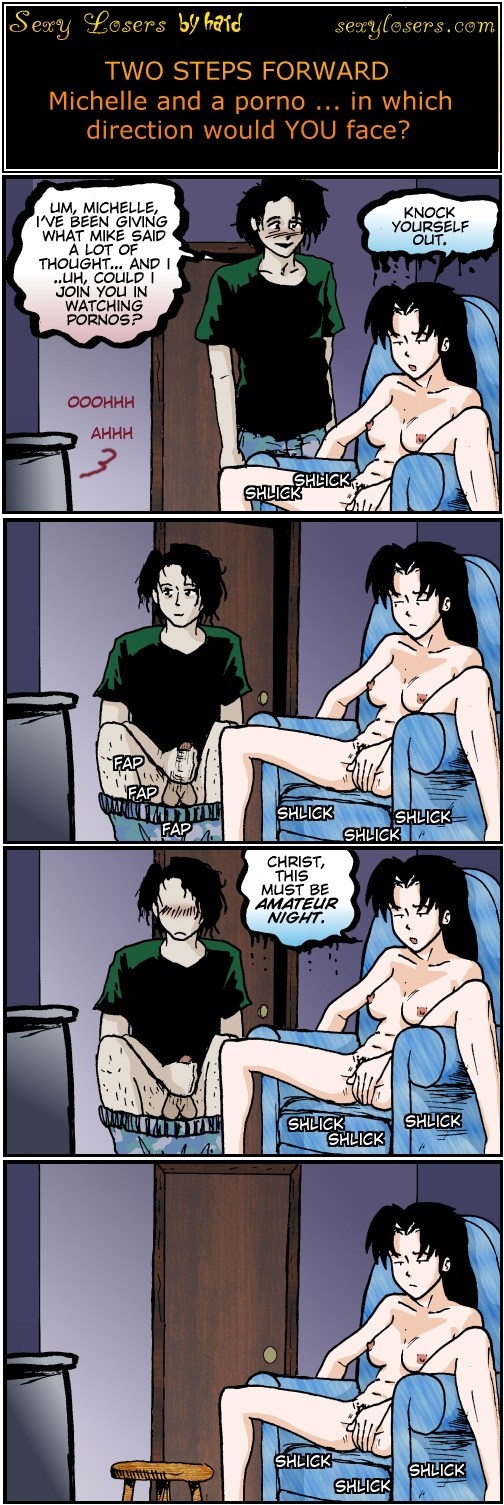 Sexy Losers by hard
sexylosers.com
TWO STEPS FORWARD
Michelle and a porno ... in which
direction would YOU face?
UM, MICHELLE,
I'VE BEEN GIVING
WHAT MIKE SAID
A LOT OF
THOUGHT... AND I
..UH, COULD I
JOIN YOU IN
WATCHING
PORNOS?
KNOCK
YOURSELF
OUT.
OOOHHH
AHHH
SHLICK
SHLICK
FAP
FAP
FAP
SHLICK
SHLICK
SHLICK
CHRIST,
THIS
MUST BE
AMATEUR
NIGHT.
SHLICK
SHLICK
SHLICK
SHLICK
SHLICK
SHLICK